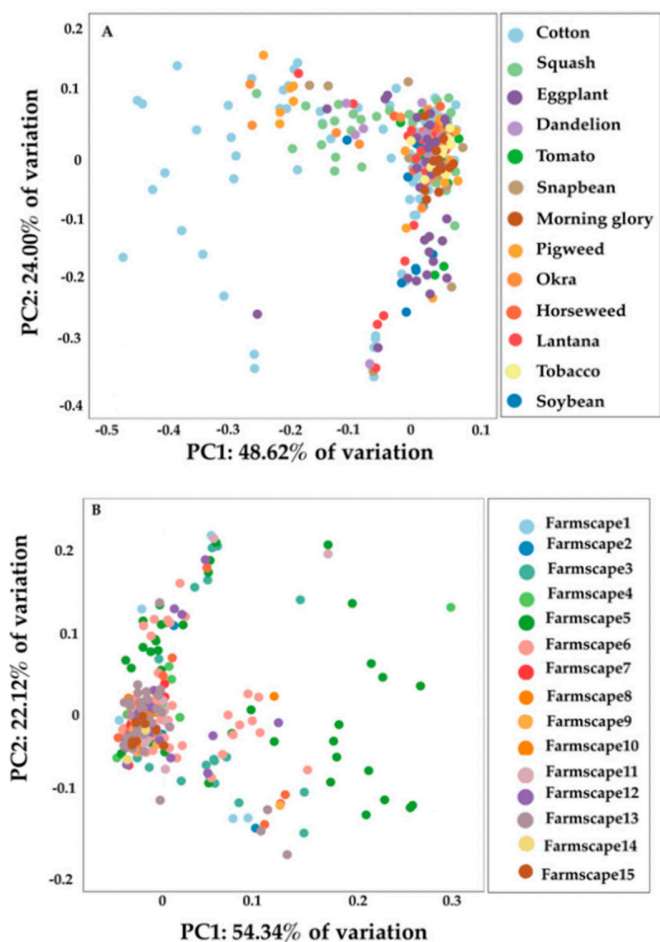 A
0.2
0.1
0
-0.1
-0.2
-0.3
-0.4
PC2: 24.00% of variation
-0.5
-0.4
-0.3
-0.2
-0.1
0
0.1
PC1: 48.62% of variation
Cotton
Squash
Eggplant
Dandelion
Tomato
Snapbean
Morning glory
Pigweed
Okra
Horseweed
Lantana
Tobacco
Soybean
B
0.2
0.1
0
-0.1
-0.2
PC2: 22.12% of variation
0
0.1
0.2
0.3
PC1: 54.34% of variation
Farmscape1
Farmscape2
Farmscape3
Farmscape4
Farmscape5
Farmscape6
Farmscape7
Farmscape8
Farmscape9
Farmscape10
Farmscape11
Farmscape12
Farmscape13
Farmscape14
Farmscape15